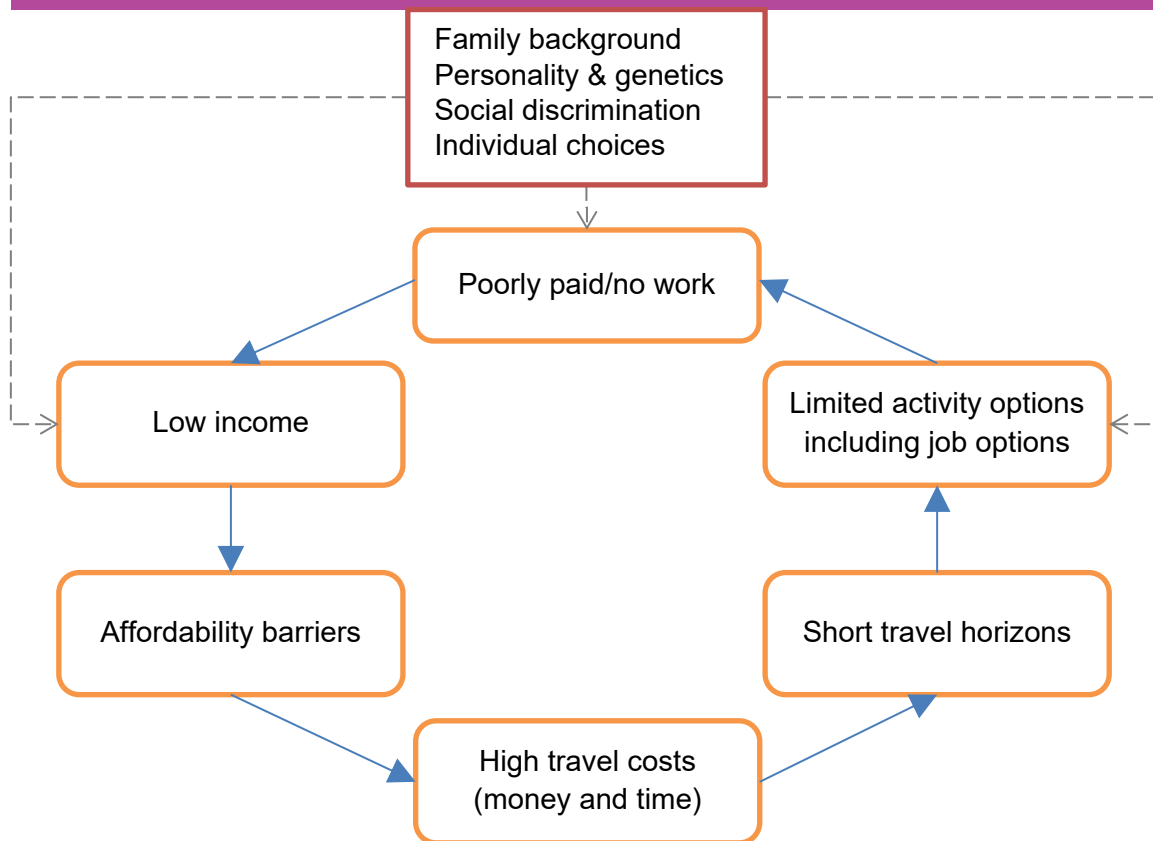 Family background
Personality & genetics
Social discrimination
Individual choices
Poorly paid/no work
Low income
Limited activity options
including job options
Affordability barriers
Short travel horizons
High travel costs
(money and time)